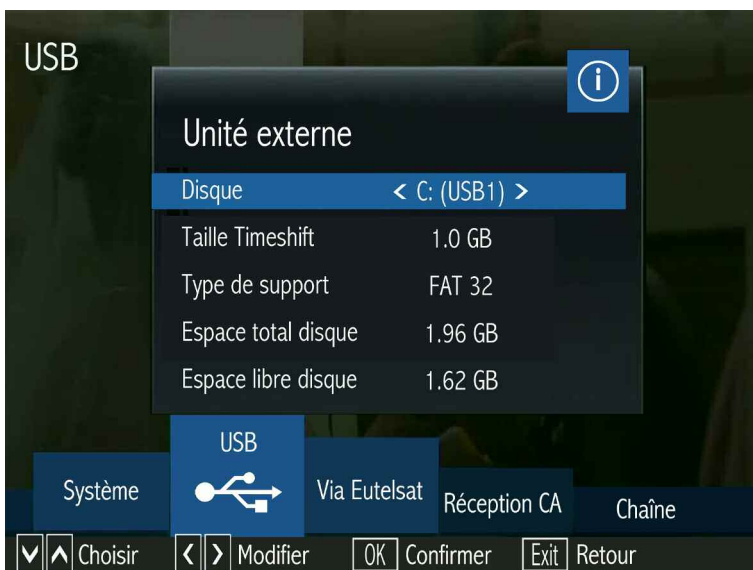 USB
i
Unité externe
Disque < C: (USB1) >
Taille Timeshift 1.0 GB
Type de support FAT 32
Espace total disque 1.96 GB
Espace libre disque 1.62 GB
USB
Système Via Eutelsat Réception CA Chaîne
Choisir < > Modifier OK Confirmer Exit Retour